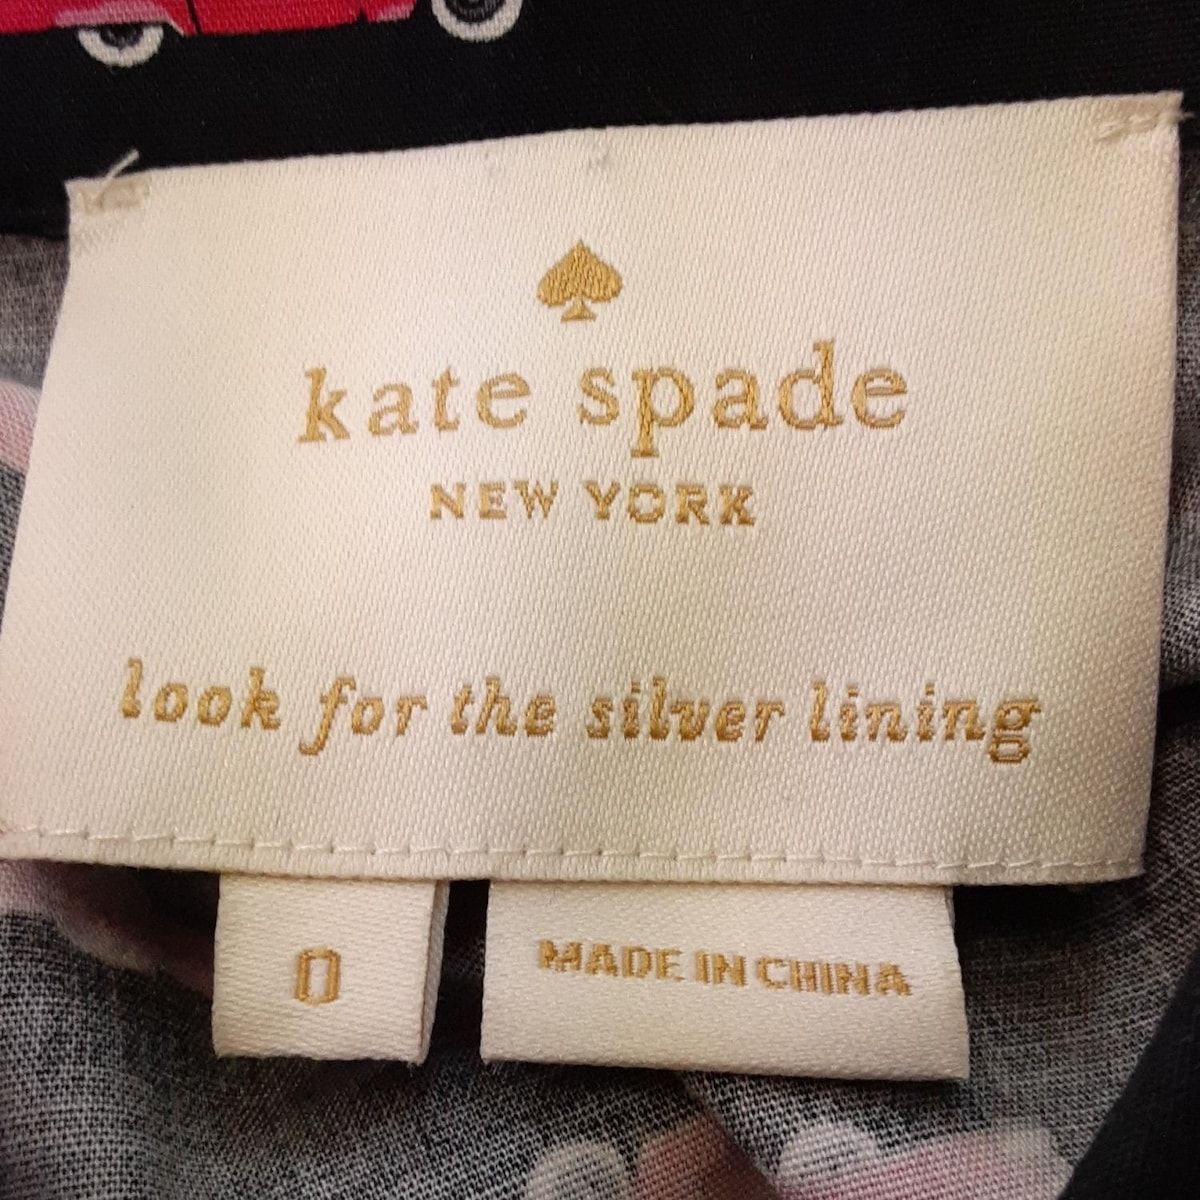 kate spade
NEW YORK
look for the silver lining
0
MADE IN CHINA